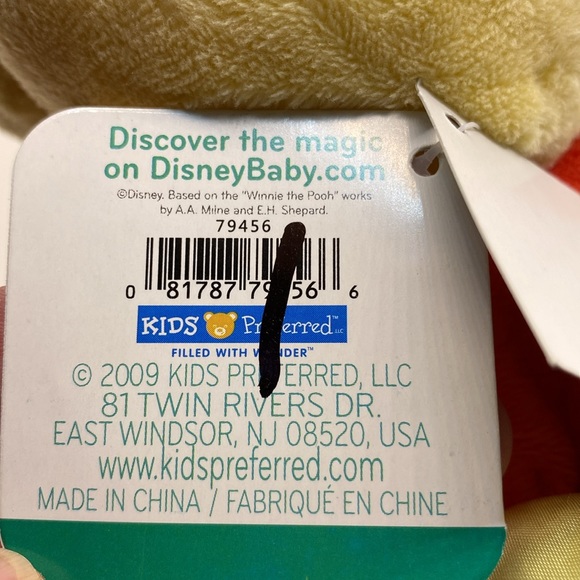 Discover the magic
on DisneyBaby.com
©Disney. Based on the "Winnie the Pooh" works
by A.A. Milne and E.H. Shepard.
79456
0 81787 79456 6
KIDS Preferred LLC
FILLED WITH WONDER™
© 2009 KIDS PREFERRED, LLC
81 TWIN RIVERS DR.
EAST WINDSOR, NJ 08520, USA
www.kidspreferred.com
MADE IN CHINA / FABRIQUÉ EN CHINE